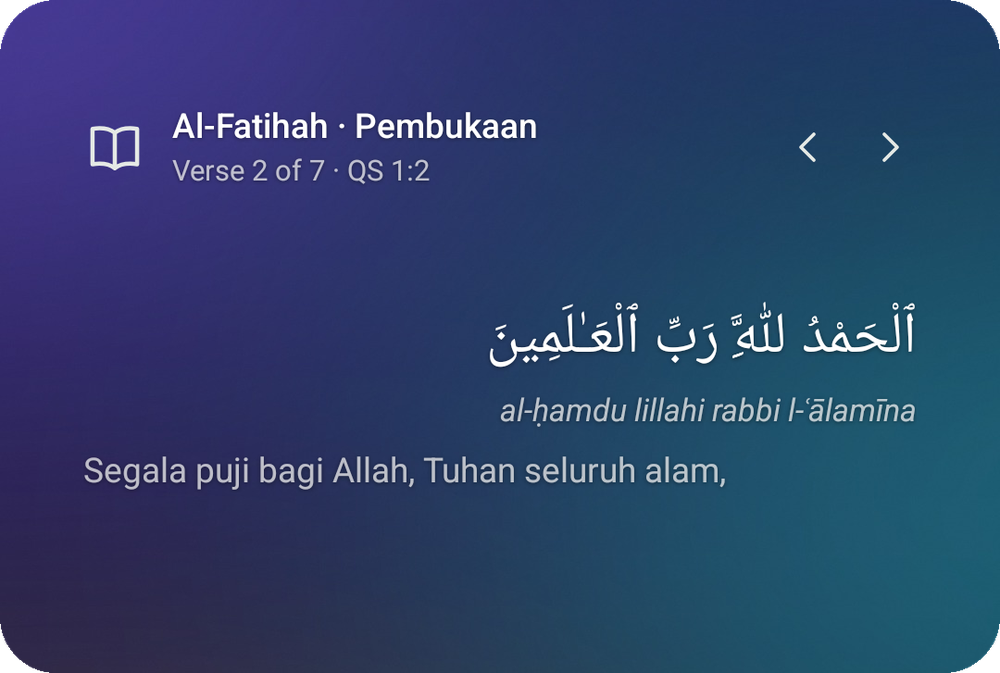 Al-Fatihah · Pembukaan
Verse 2 of 7 · QS 1:2
ٱلْحَمْدُ لِلَّهِ رَبِّ ٱلْعَـٰلَمِينَ
al-ḥamdu lillahi rabbi l-ʿālamīna
Segala puji bagi Allah, Tuhan seluruh alam,